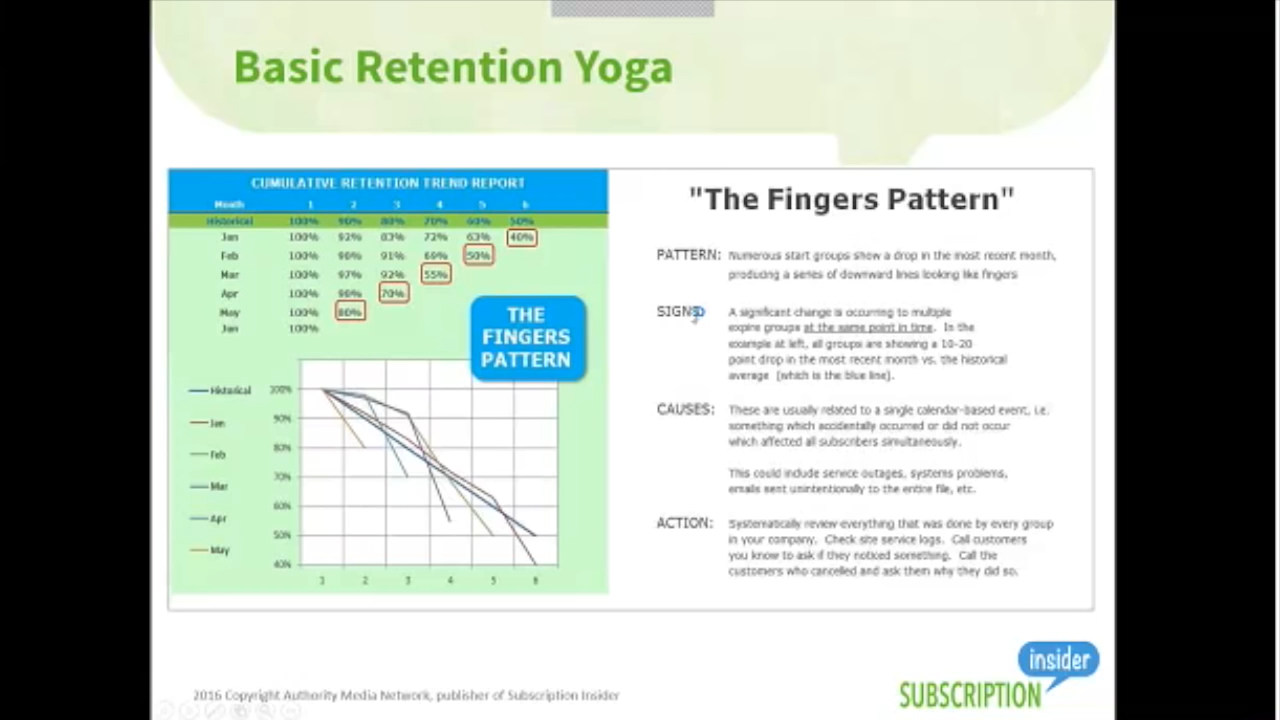 Basic Retention Yoga
CUMULATIVE RETENTION TREND REPORT
Month 1 2 3 4 5 6
Historical 100% 90% 80% 70% 60% 50%
Jan 100% 92% 83% 72% 63% 40%
Feb 100% 98% 91% 69% 50%
Mar 100% 97% 92% 55%
Apr 100% 98% 70%
May 100% 80%
Jun 100%
THE
FINGERS
PATTERN
Historical
Jan
Feb
Mar
Apr
May
100%
90%
80%
70%
60%
50%
40%
1 2 3 4 5 6
"The Fingers Pattern"
PATTERN: Numerous start groups show a drop in the most recent month,
producing a series of downward lines looking like fingers
SIGNS: A significant change is occurring to multiple
expire groups at the same point in time. In the
example at left, all groups are showing a 10-20
point drop in the most recent month vs. the historical
average (which is the blue line).
CAUSES: These are usually related to a single calendar-based event, i.e.
something which accidentally occurred or did not occur
which affected all subscribers simultaneously.
This could include service outages, systems problems,
emails sent unintentionally to the entire file, etc.
ACTION: Systematically review everything that was done by every group
in your company. Check site service logs. Call customers
you know to ask if they noticed something. Call the
customers who cancelled and ask them why they did so.
2016 Copyright Authority Media Network, publisher of Subscription Insider
insider
SUBSCRIPTION